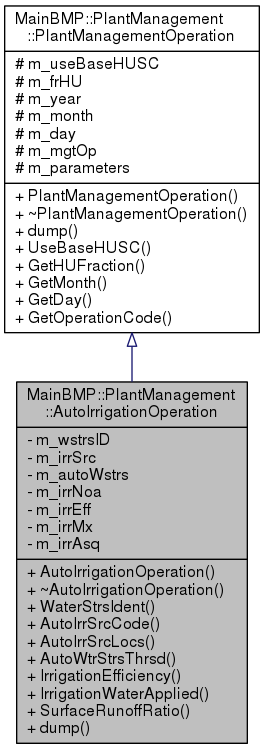 MainBMP::PlantManagement
::PlantManagementOperation
# m_useBaseHUSC
# m_frHU
# m_year
# m_month
# m_day
# m_mgtOp
# m_parameters
+ PlantManagementOperation()
+ ~PlantManagementOperation()
+ dump()
+ UseBaseHUSC()
+ GetHUFraction()
+ GetMonth()
+ GetDay()
+ GetOperationCode()
MainBMP::PlantManagement
::AutoIrrigationOperation
- m_wstrsID
- m_irrSrc
- m_autoWstrs
- m_irrNoa
- m_irrEff
- m_irrMx
- m_irrAsq
+ AutoIrrigationOperation()
+ ~AutoIrrigationOperation()
+ WaterStrsIdent()
+ AutoIrrSrcCode()
+ AutoIrrSrcLocs()
+ AutoWtrStrsThrsd()
+ IrrigationEfficiency()
+ IrrigationWaterApplied()
+ SurfaceRunoffRatio()
+ dump()